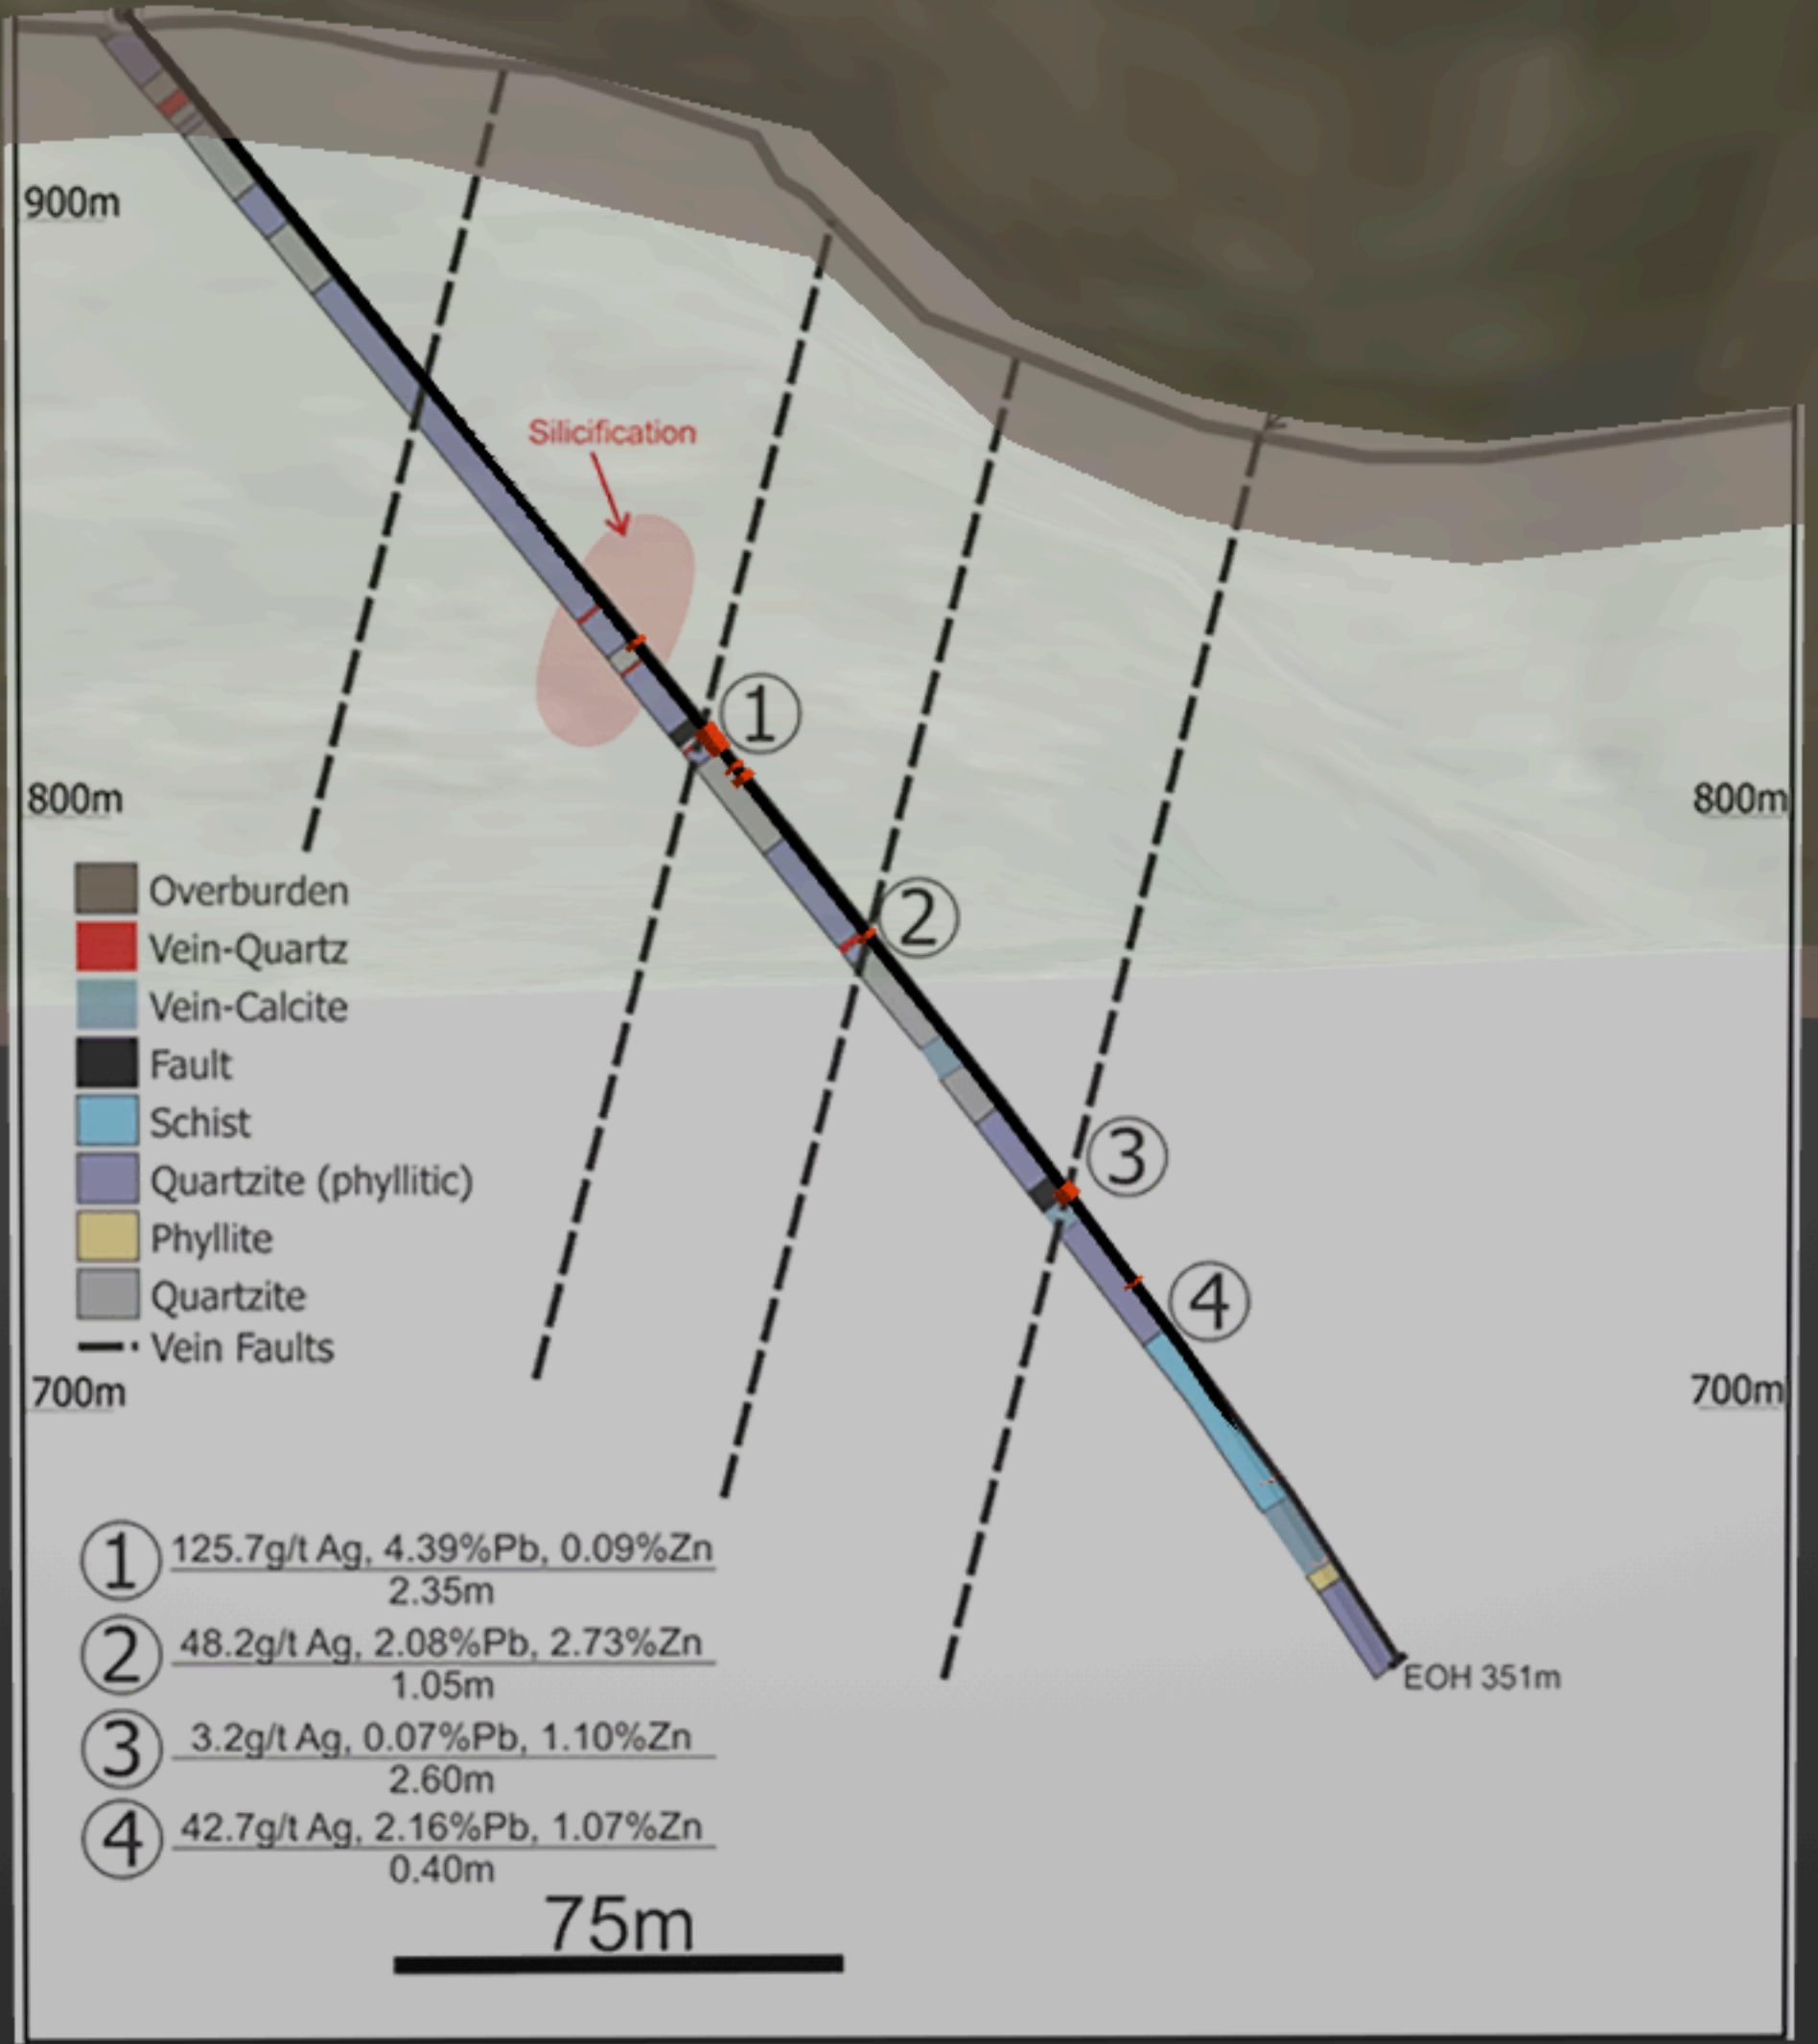 900m
Silicification
①
800m
800m
Overburden
②
Vein-Quartz
Vein-Calcite
Fault
Schist
③
Quartzite (phyllitic)
Phyllite
Quartzite
④
Vein Faults
700m
700m
① 125.7g/t Ag, 4.39%Pb, 0.09%Zn
2.35m
② 48.2g/t Ag, 2.08%Pb, 2.73%Zn
1.05m
EOH 351m
③ 3.2g/t Ag, 0.07%Pb, 1.10%Zn
2.60m
④ 42.7g/t Ag, 2.16%Pb, 1.07%Zn
0.40m
75m